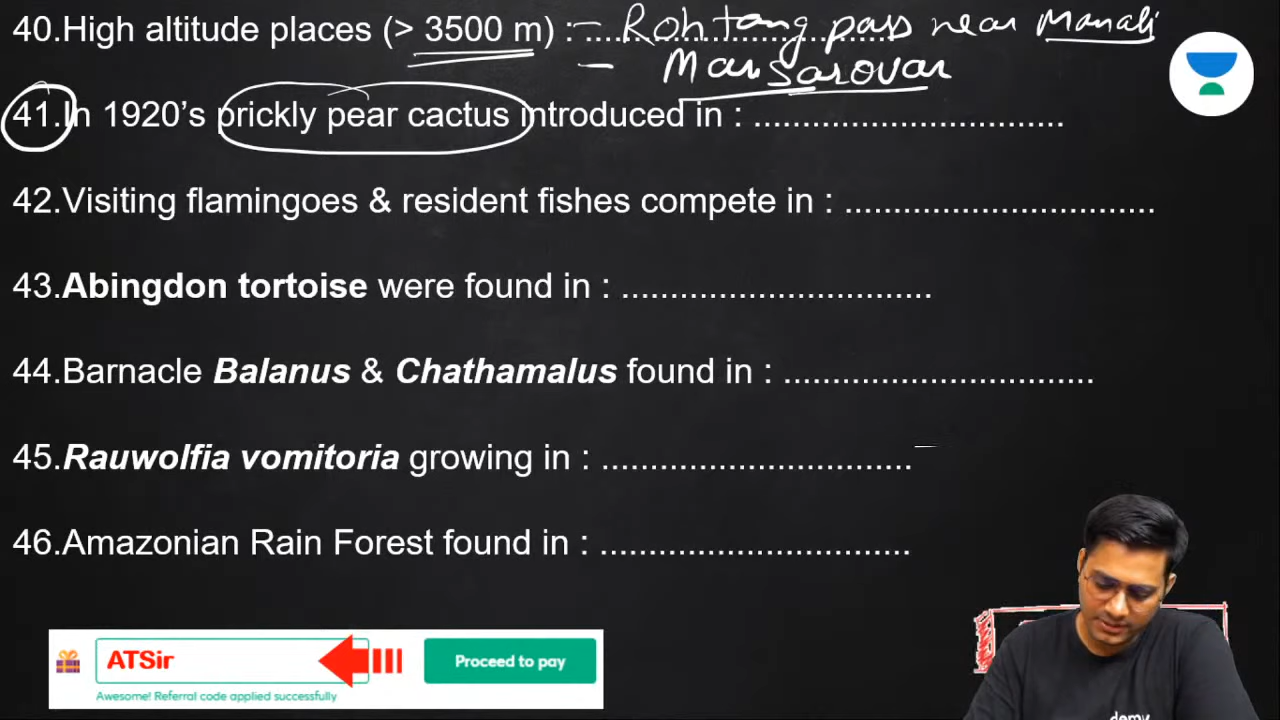 40.High altitude places (> 3500 m) :- Rohtang pass near Manali
- Mansarovar
41.In 1920's prickly pear cactus introduced in : ................................
42.Visiting flamingoes & resident fishes compete in : ................................
43.Abingdon tortoise were found in : ................................
44.Barnacle Balanus & Chathamalus found in : ................................
45.Rauwolfia vomitoria growing in : ................................
46.Amazonian Rain Forest found in : ................................
ATSir
Proceed to pay
Awesome! Referral code applied successfully
demy